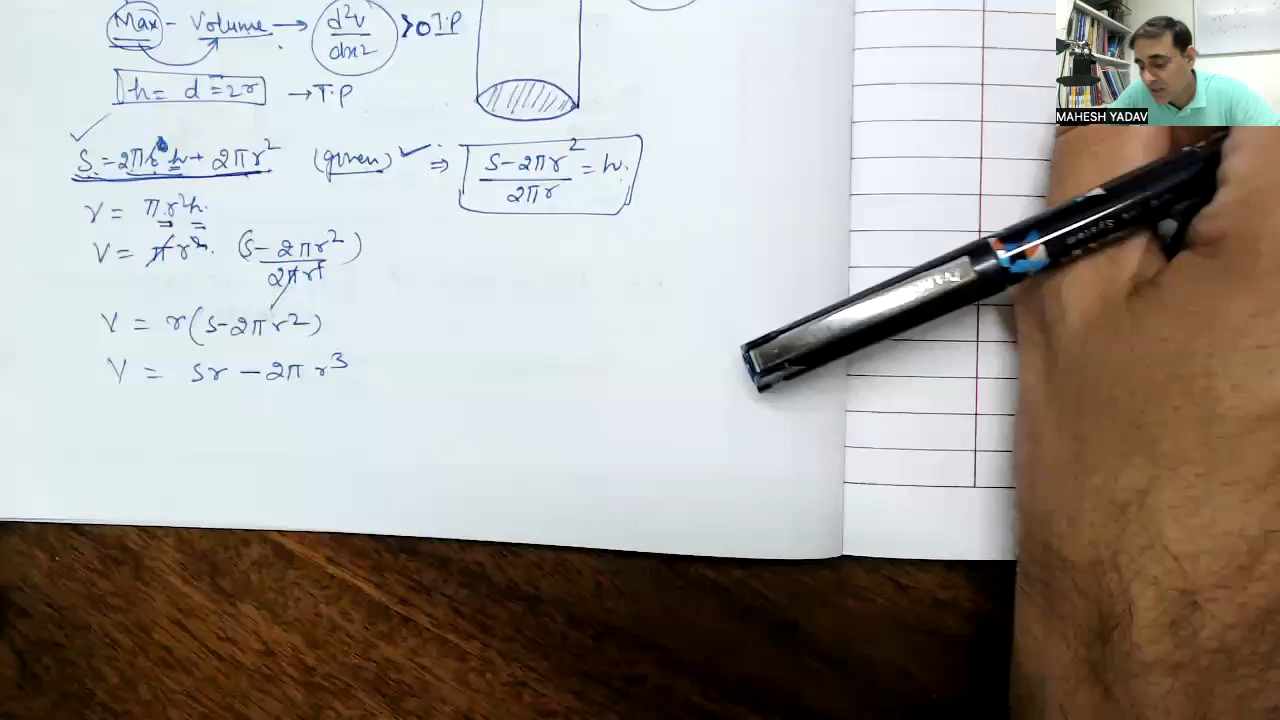 Max - Volume → d²v/dx² >0 T.P
h = d = 2r → T.P
S = 2πrh + 2πr² (given) ✓ ⇒ S-2πr²/2πr = h.
V = πr²h.
V = πr². (S-2πr²/2πr)
V = r(S-2πr²)
V = Sr - 2πr³
MAHESH YADAV